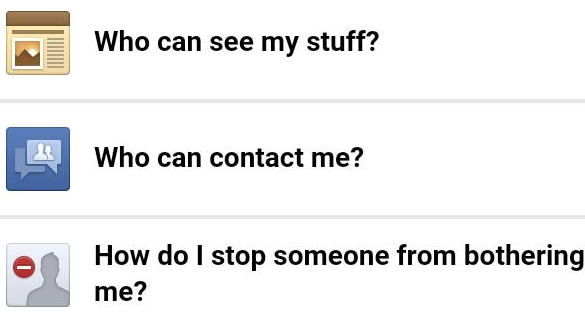 Who can see my stuff?
Who can contact me?
How do I stop someone from bothering
me?